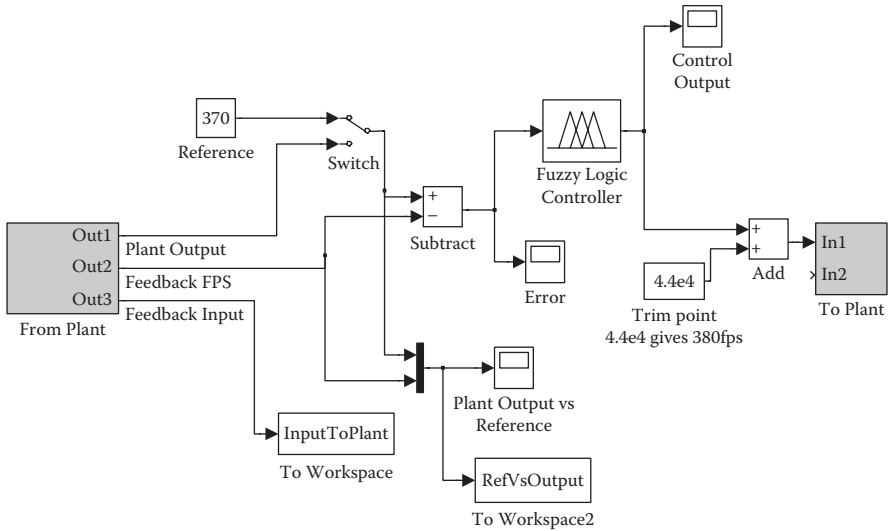 Control
Output
370
Reference
Switch
Fuzzy Logic
Controller
+
−
Subtract
Out1
Plant Output
Out2
Feedback FPS
Out3
Feedback Input
From Plant
Error
+
+
Add
4.4e4
Trim point
4.4e4 gives 380fps
In1
In2
To Plant
Plant Output vs
Reference
InputToPlant
To Workspace
RefVsOutput
To Workspace2